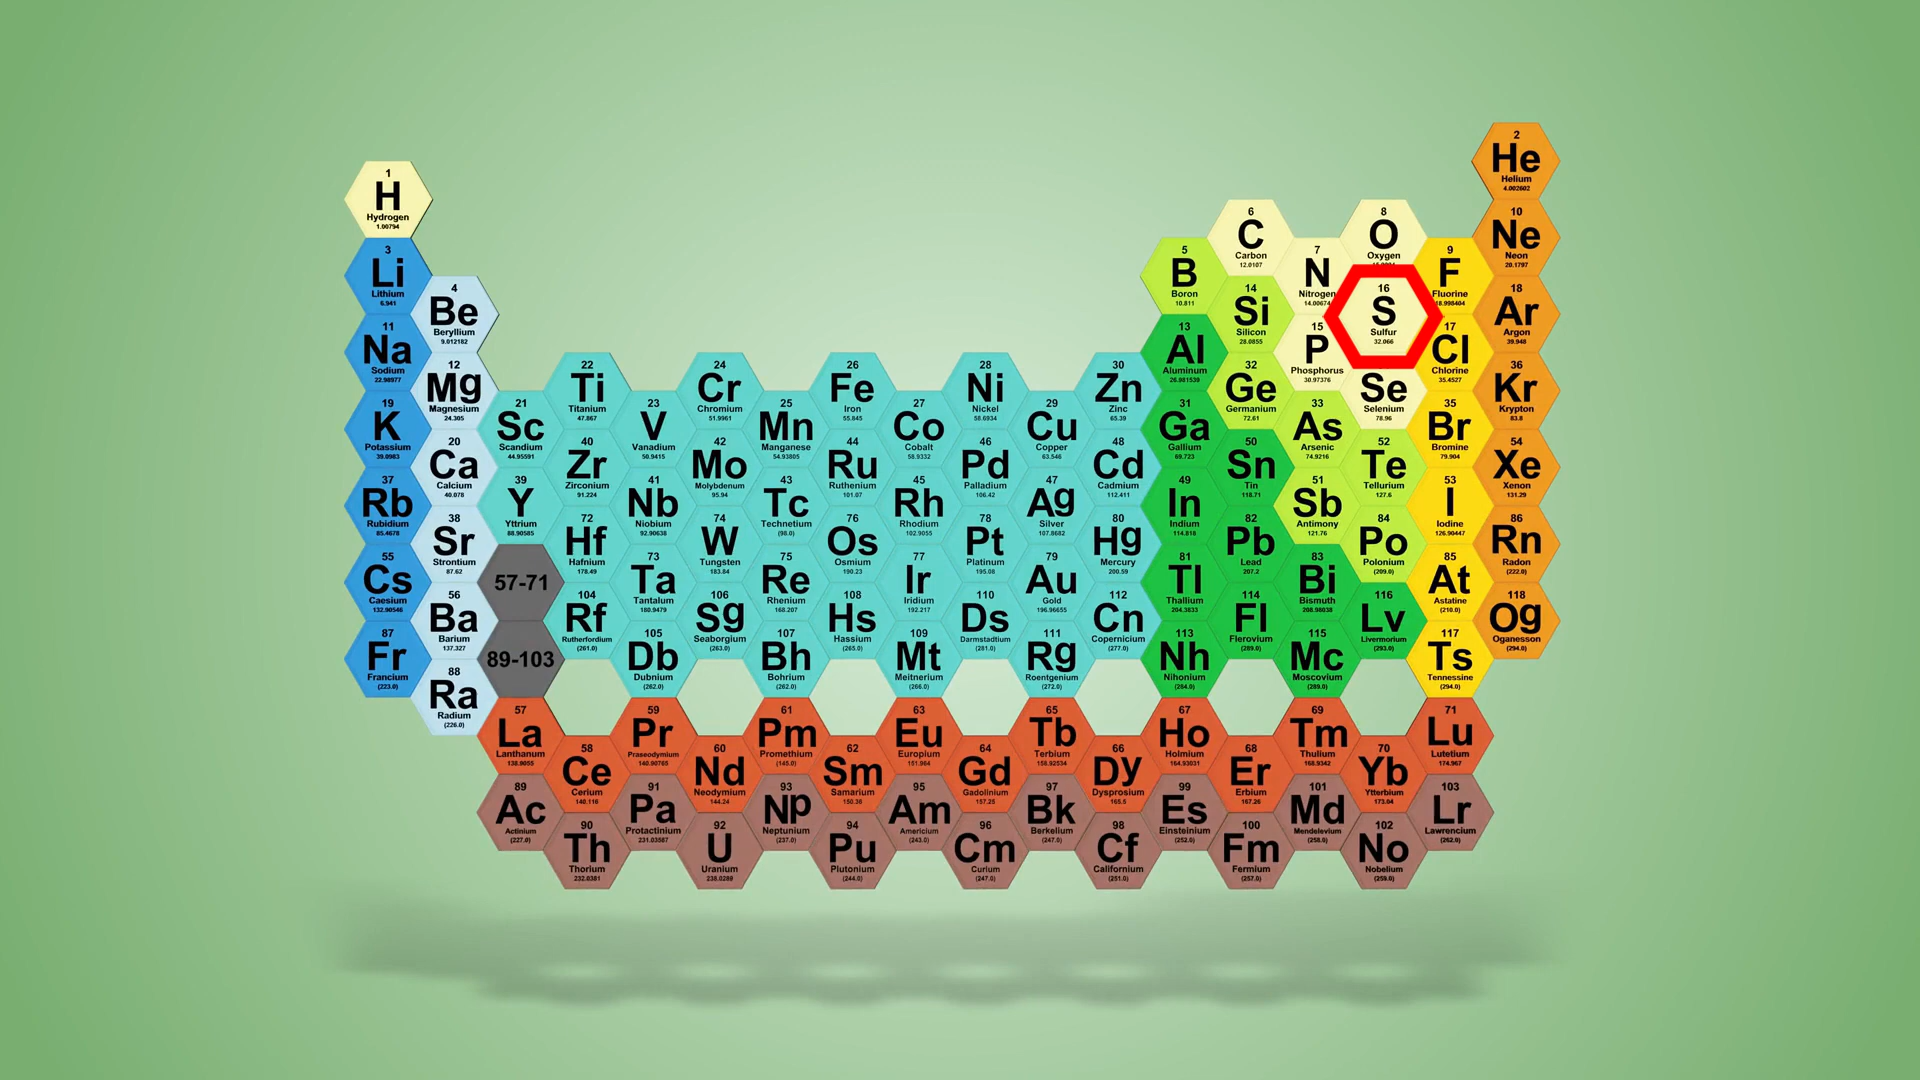 1
H
Hydrogen
1.00794
2
He
Helium
4.002602
3
Li
Lithium
6.941
4
Be
Beryllium
9.012182
5
B
Boron
10.811
6
C
Carbon
12.0107
7
N
Nitrogen
14.00674
8
O
Oxygen
9
F
Fluorine
10
Ne
Neon
20.1797
11
Na
Sodium
22.98977
12
Mg
Magnesium
24.305
13
Al
Aluminum
26.981539
14
Si
Silicon
28.0855
15
P
Phosphorus
30.97376
16
S
Sulfur
32.066
17
Cl
Chlorine
35.4527
18
Ar
Argon
39.948
19
K
Potassium
39.0983
20
Ca
Calcium
40.078
21
Sc
Scandium
44.95591
22
Ti
Titanium
47.867
23
V
Vanadium
50.9415
24
Cr
Chromium
51.9961
25
Mn
Manganese
54.93805
26
Fe
Iron
55.845
27
Co
Cobalt
58.9332
28
Ni
Nickel
58.6934
29
Cu
Copper
63.546
30
Zn
Zinc
65.39
31
Ga
Gallium
69.723
32
Ge
Germanium
72.61
33
As
Arsenic
74.9216
Se
Selenium
78.96
35
Br
Bromine
79.904
36
Kr
Krypton
83.8
37
Rb
Rubidium
85.4678
38
Sr
Strontium
87.62
39
Y
Yttrium
88.90585
40
Zr
Zirconium
91.224
41
Nb
Niobium
92.90638
42
Mo
Molybdenum
95.94
43
Tc
Technetium
(98.0)
44
Ru
Ruthenium
101.07
45
Rh
Rhodium
102.9055
46
Pd
Palladium
106.42
47
Ag
Silver
107.8682
48
Cd
Cadmium
112.411
49
In
Indium
114.818
50
Sn
Tin
118.71
51
Sb
Antimony
121.76
52
Te
Tellurium
127.6
53
I
Iodine
126.90447
54
Xe
Xenon
131.29
55
Cs
Caesium
132.90546
56
Ba
Barium
137.327
57-71
72
Hf
Hafnium
178.49
73
Ta
Tantalum
180.9479
74
W
Tungsten
183.84
75
Re
Rhenium
168.207
76
Os
Osmium
190.23
77
Ir
Iridium
192.217
78
Pt
Platinum
195.08
79
Au
Gold
196.96655
80
Hg
Mercury
200.59
81
Tl
Thallium
204.3833
82
Pb
Lead
207.2
83
Bi
Bismuth
208.98038
84
Po
Polonium
(209.0)
85
At
Astatine
(210.0)
86
Rn
Radon
(222.0)
87
Fr
Francium
(223.0)
88
Ra
Radium
(226.0)
89-103
104
Rf
Rutherfordium
(261.0)
105
Db
Dubnium
(262.0)
106
Sg
Seaborgium
(263.0)
107
Bh
Bohrium
(262.0)
108
Hs
Hassium
(265.0)
109
Mt
Meitnerium
(266.0)
110
Ds
Darmstadtium
(281.0)
111
Rg
Roentgenium
(272.0)
112
Cn
Copernicium
(277.0)
113
Nh
Nihonium
(284.0)
114
Fl
Flerovium
(289.0)
115
Mc
Moscovium
(289.0)
116
Lv
Livermorium
(293.0)
117
Ts
Tennessine
(294.0)
118
Og
Oganesson
(294.0)
57
La
Lanthanum
138.9055
58
Ce
Cerium
140.116
59
Pr
Praseodymium
140.90765
60
Nd
Neodymium
144.24
61
Pm
Promethium
(145.0)
62
Sm
Samarium
150.36
63
Eu
Europium
151.964
64
Gd
Gadolinium
157.25
65
Tb
Terbium
158.92534
66
Dy
Dysprosium
165.5
67
Ho
Holmium
164.93031
68
Er
Erbium
167.26
69
Tm
Thulium
168.9342
70
Yb
Ytterbium
173.04
71
Lu
Lutetium
174.967
89
Ac
Actinium
(227.0)
90
Th
Thorium
232.0381
91
Pa
Protactinium
231.03587
92
U
Uranium
238.0289
93
Np
Neptunium
(237.0)
94
Pu
Plutonium
(244.0)
95
Am
Americium
(243.0)
96
Cm
Curium
(247.0)
97
Bk
Berkelium
(247.0)
98
Cf
Californium
(251.0)
99
Es
Einsteinium
(252.0)
100
Fm
Fermium
(257.0)
101
Md
Mendelevium
(258.0)
102
No
Nobelium
(259.0)
103
Lr
Lawrencium
(262.0)